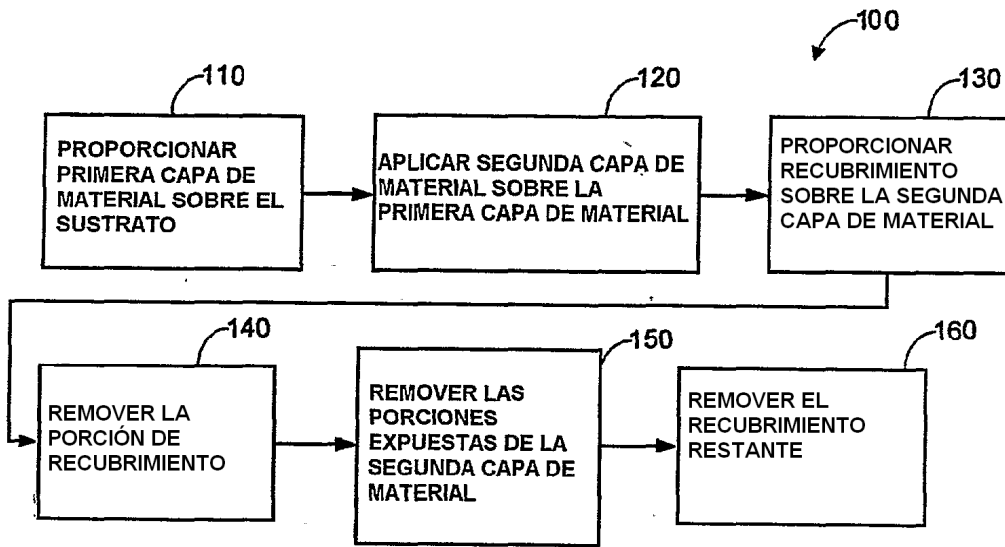 100
110
PROPORCIONAR
PRIMERA CAPA DE
MATERIAL SOBRE EL
SUSTRATO
120
APLICAR SEGUNDA CAPA DE
MATERIAL SOBRE LA
PRIMERA CAPA DE MATERIAL
130
PROPORCIONAR
RECUBRIMIENTO
SOBRE LA SEGUNDA
CAPA DE MATERIAL
140
REMOVER LA
PORCIÓN DE
RECUBRIMIENTO
150
REMOVER LAS
PORCIONES
EXPUESTAS DE LA
SEGUNDA CAPA DE
MATERIAL
160
REMOVER EL
RECUBRIMIENTO
RESTANTE